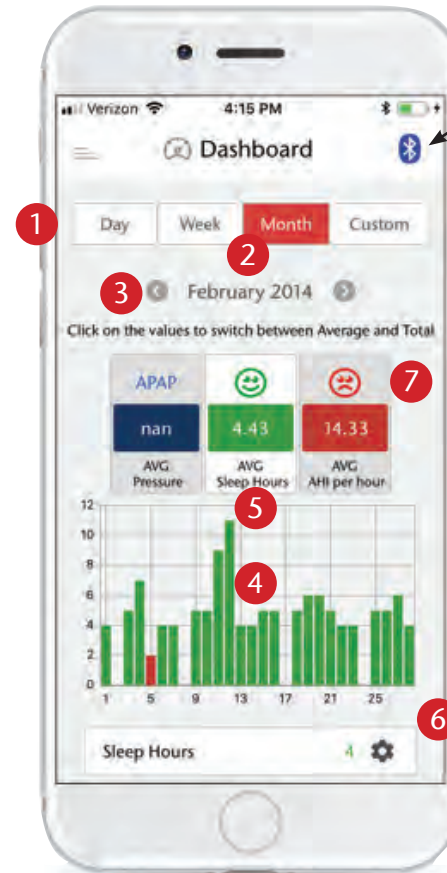 Verizon 4:15 PM
Dashboard
1
Day Week Month Custom
2
3 February 2014
Click on the values to switch between Average and Total
7
APAP
nan 4.43 14.33
AVG AVG AVG
Pressure Sleep Hours AHI per hour
5
12
10
8
6
4
2
0
4
1 5 9 13 17 21 25
6
Sleep Hours 4